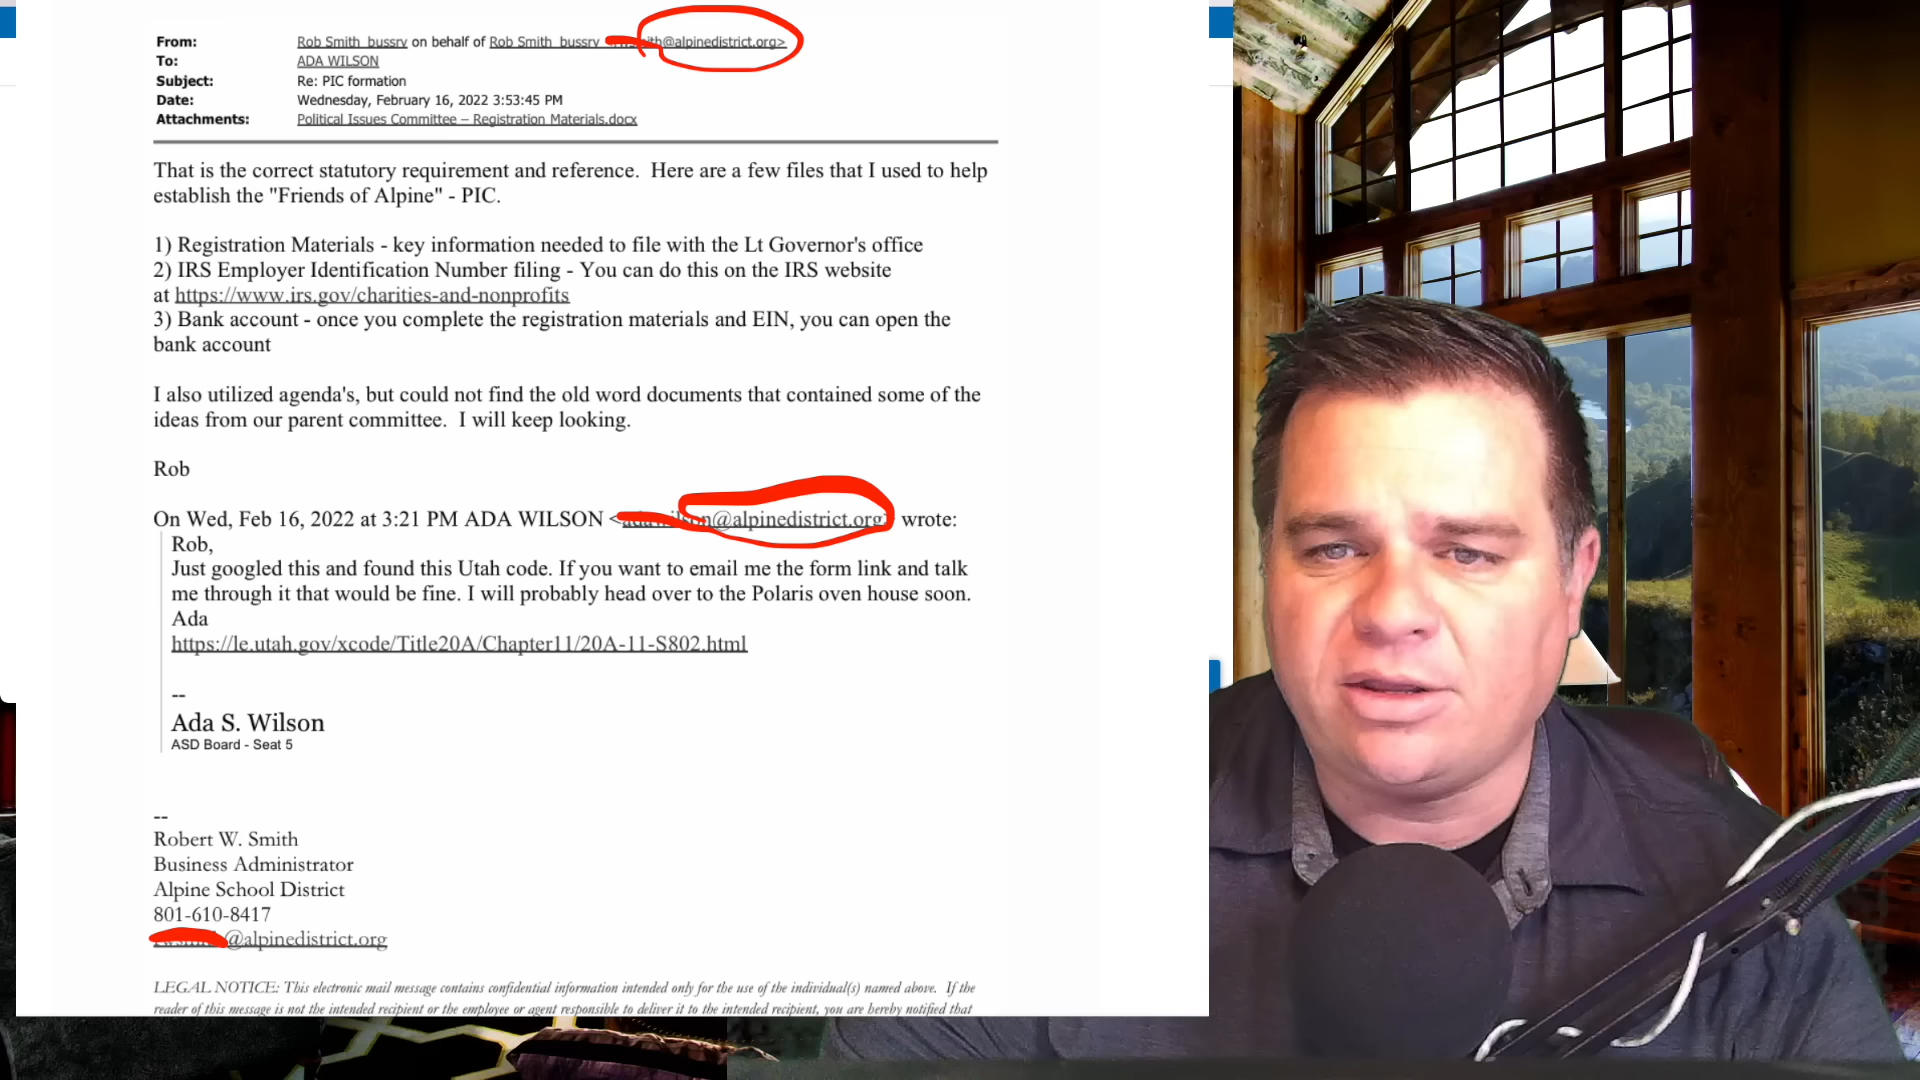 From: Rob Smith bussrv on behalf of Rob Smith bussrv @alpinedistrict.org>
To: ADA WILSON
Subject: Re: PIC formation
Date: Wednesday, February 16, 2022 3:53:45 PM
Attachments: Political Issues Committee – Registration Materials.docx
That is the correct statutory requirement and reference. Here are a few files that I used to help
establish the "Friends of Alpine" - PIC.
1) Registration Materials - key information needed to file with the Lt Governor's office
2) IRS Employer Identification Number filing - You can do this on the IRS website
at https://www.irs.gov/charities-and-nonprofits
3) Bank account - once you complete the registration materials and EIN, you can open the
bank account
I also utilized agenda's, but could not find the old word documents that contained some of the
ideas from our parent committee. I will keep looking.
Rob
On Wed, Feb 16, 2022 at 3:21 PM ADA WILSON < @alpinedistrict.org> wrote:
Rob,
Just googled this and found this Utah code. If you want to email me the form link and talk
me through it that would be fine. I will probably head over to the Polaris oven house soon.
Ada
https://le.utah.gov/xcode/Title20A/Chapter11/20A-11-S802.html
--
Ada S. Wilson
ASD Board - Seat 5
--
Robert W. Smith
Business Administrator
Alpine School District
801-610-8417
@alpinedistrict.org
LEGAL NOTICE: This electronic mail message contains confidential information intended only for the use of the individual(s) named above. If the
reader of this message is not the intended recipient or the employee or agent responsible to deliver it to the intended recipient, you are hereby notified that